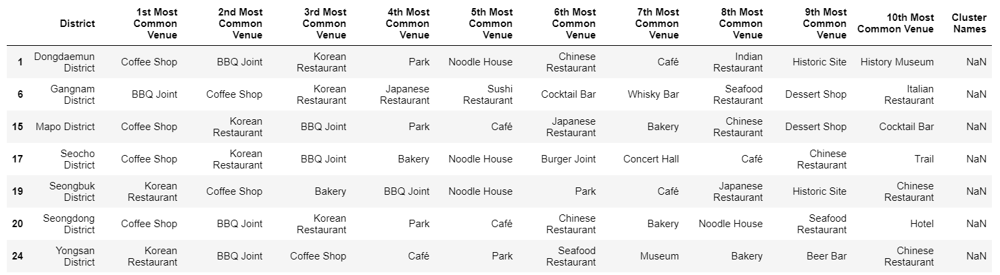 District 1st Most Common Venue 2nd Most Common Venue 3rd Most Common Venue 4th Most Common Venue 5th Most Common Venue 6th Most Common Venue 7th Most Common Venue 8th Most Common Venue 9th Most Common Venue 10th Most Common Venue Cluster Names
1 Dongdaemun District Coffee Shop BBQ Joint Korean Restaurant Park Noodle House Chinese Restaurant Café Indian Restaurant Historic Site History Museum NaN
6 Gangnam District BBQ Joint Coffee Shop Korean Restaurant Japanese Restaurant Sushi Restaurant Cocktail Bar Whisky Bar Seafood Restaurant Dessert Shop Italian Restaurant NaN
15 Mapo District Coffee Shop Korean Restaurant BBQ Joint Park Café Japanese Restaurant Bakery Chinese Restaurant Dessert Shop Cocktail Bar NaN
17 Seocho District Coffee Shop Korean Restaurant BBQ Joint Bakery Noodle House Burger Joint Concert Hall Café Chinese Restaurant Trail NaN
19 Seongbuk District Korean Restaurant Coffee Shop Bakery BBQ Joint Noodle House Park Café Japanese Restaurant Historic Site Chinese Restaurant NaN
20 Seongdong District Coffee Shop BBQ Joint Korean Restaurant Park Café Chinese Restaurant Bakery Noodle House Seafood Restaurant Hotel NaN
24 Yongsan District Korean Restaurant BBQ Joint Coffee Shop Café Park Seafood Restaurant Museum Bakery Beer Bar Chinese Restaurant NaN